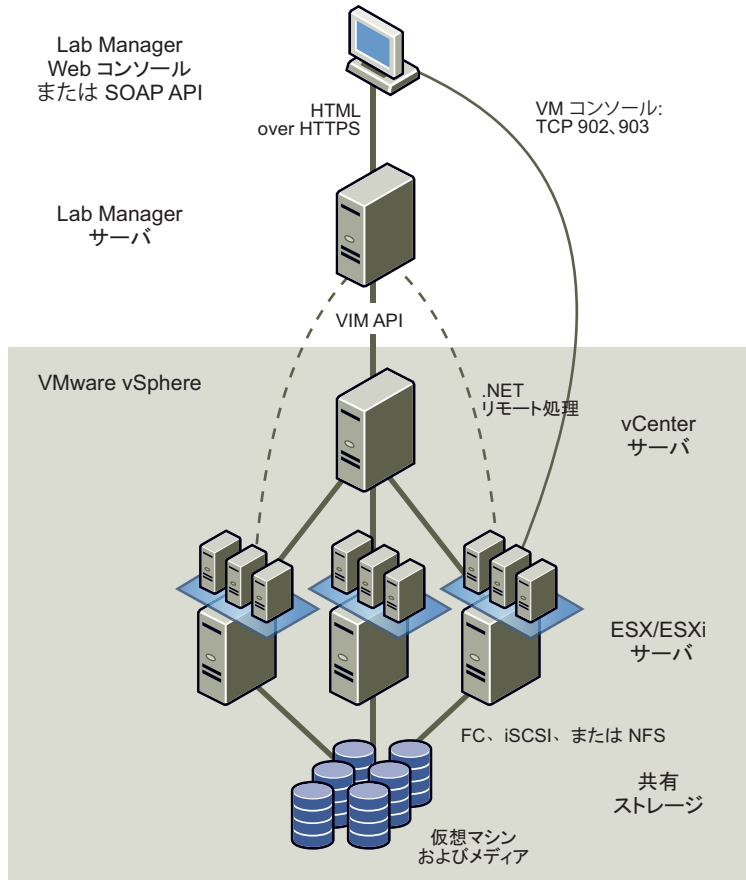 Lab Manager
Web コンソール
または SOAP API
HTML
over HTTPS
VM コンソール:
TCP 902、903
Lab Manager
サーバ
VIM API
VMware vSphere
.NET
リモート処理
vCenter
サーバ
ESX/ESXi
サーバ
FC、iSCSI、または NFS
共有
ストレージ
仮想マシン
およびメディア